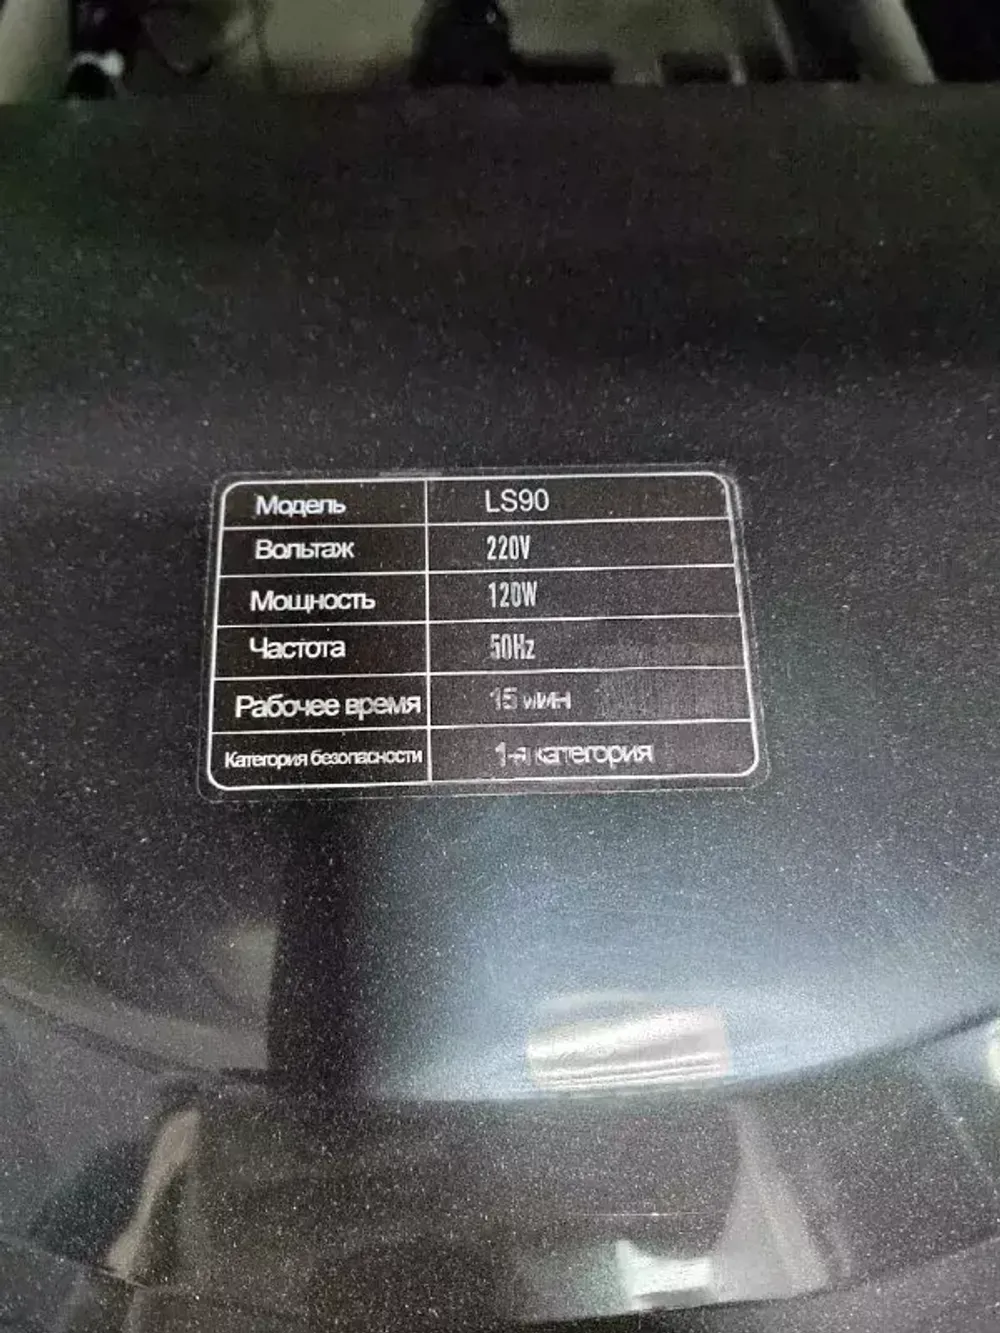 Модель LS90
Вольтаж 220V
Мощность 120W
Частота 50Hz
Рабочее время 15 мин
Категория безопасности 1-я категория